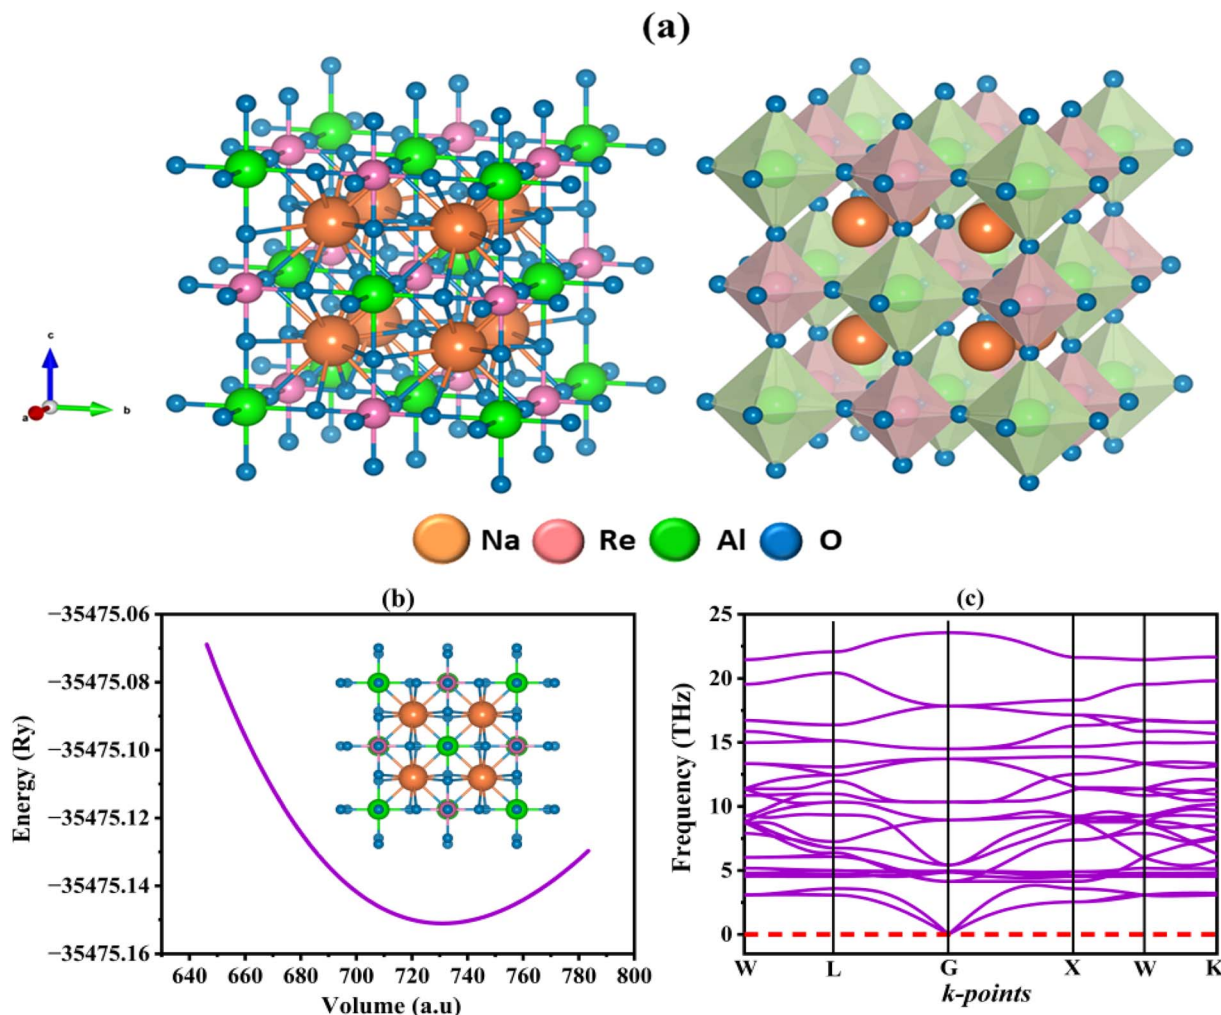 (a)
c
a
b
Na Re Al O
(b)
−35475.06
−35475.08
−35475.10
−35475.12
−35475.14
−35475.16
Energy (Ry)
640 660 680 700 720 740 760 780 800
Volume (a.u)
(c)
25
20
15
10
5
0
Frequency (THz)
W L G X W K
k-points